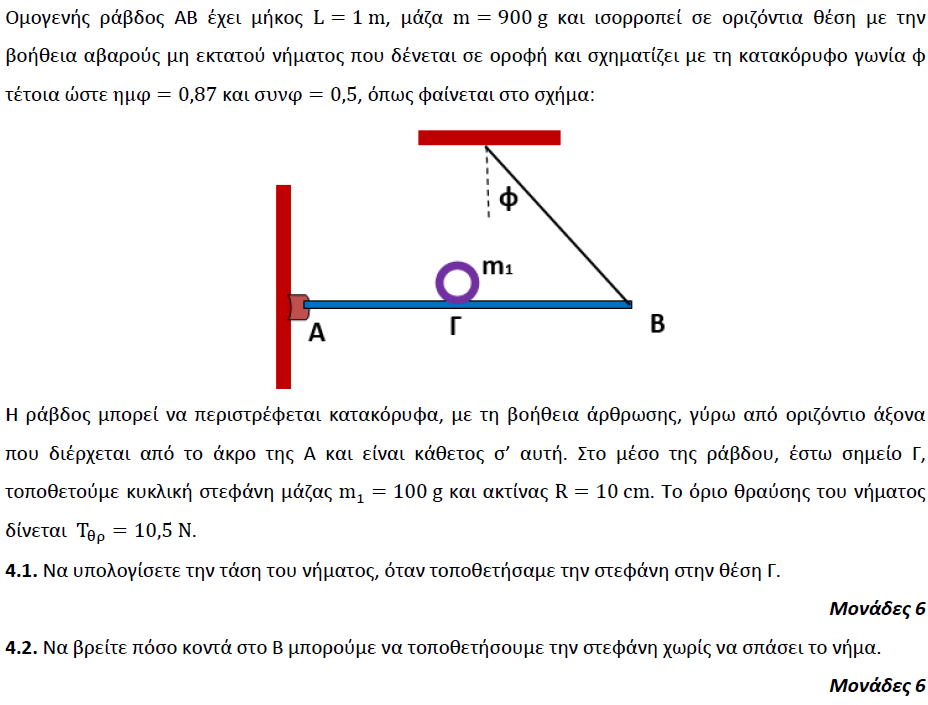 Ομογενής ράβδος ΑΒ έχει μήκος L = 1 m, μάζα m = 900 g και ισορροπεί σε οριζόντια θέση με την
βοήθεια αβαρούς μη εκτατού νήματος που δένεται σε οροφή και σχηματίζει με τη κατακόρυφο γωνία φ
τέτοια ώστε ημφ = 0,87 και συνφ = 0,5, όπως φαίνεται στο σχήμα:
φ
m₁
Α
Γ
Β
Η ράβδος μπορεί να περιστρέφεται κατακόρυφα, με τη βοήθεια άρθρωσης, γύρω από οριζόντιο άξονα
που διέρχεται από το άκρο της Α και είναι κάθετος σ’ αυτή. Στο μέσο της ράβδου, έστω σημείο Γ,
τοποθετούμε κυκλική στεφάνη μάζας m₁ = 100 g και ακτίνας R = 10 cm. Το όριο θραύσης του νήματος
δίνεται T_θρ = 10,5 N.
4.1. Να υπολογίσετε την τάση του νήματος, όταν τοποθετήσαμε την στεφάνη στην θέση Γ.
Μονάδες 6
4.2. Να βρείτε πόσο κοντά στο Β μπορούμε να τοποθετήσουμε την στεφάνη χωρίς να σπάσει το νήμα.
Μονάδες 6